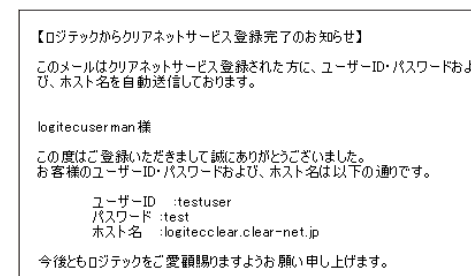 【ロジテックからクリアネットサービス登録完了のお知らせ】
このメールはクリアネットサービス登録された方に、ユーザーID・パスワードおよ
び、ホスト名を自動送信しております。
logitecuserman様
この度はご登録いただきまして誠にありがとうございました。
お客様のユーザーID・パスワードおよび、ホスト名は以下の通りです。
ユーザーID :testuser
パスワード :test
ホスト名 :logitecclear.clear-net.jp
今後ともロジテックをご愛顧賜りますようお願い申し上げます。